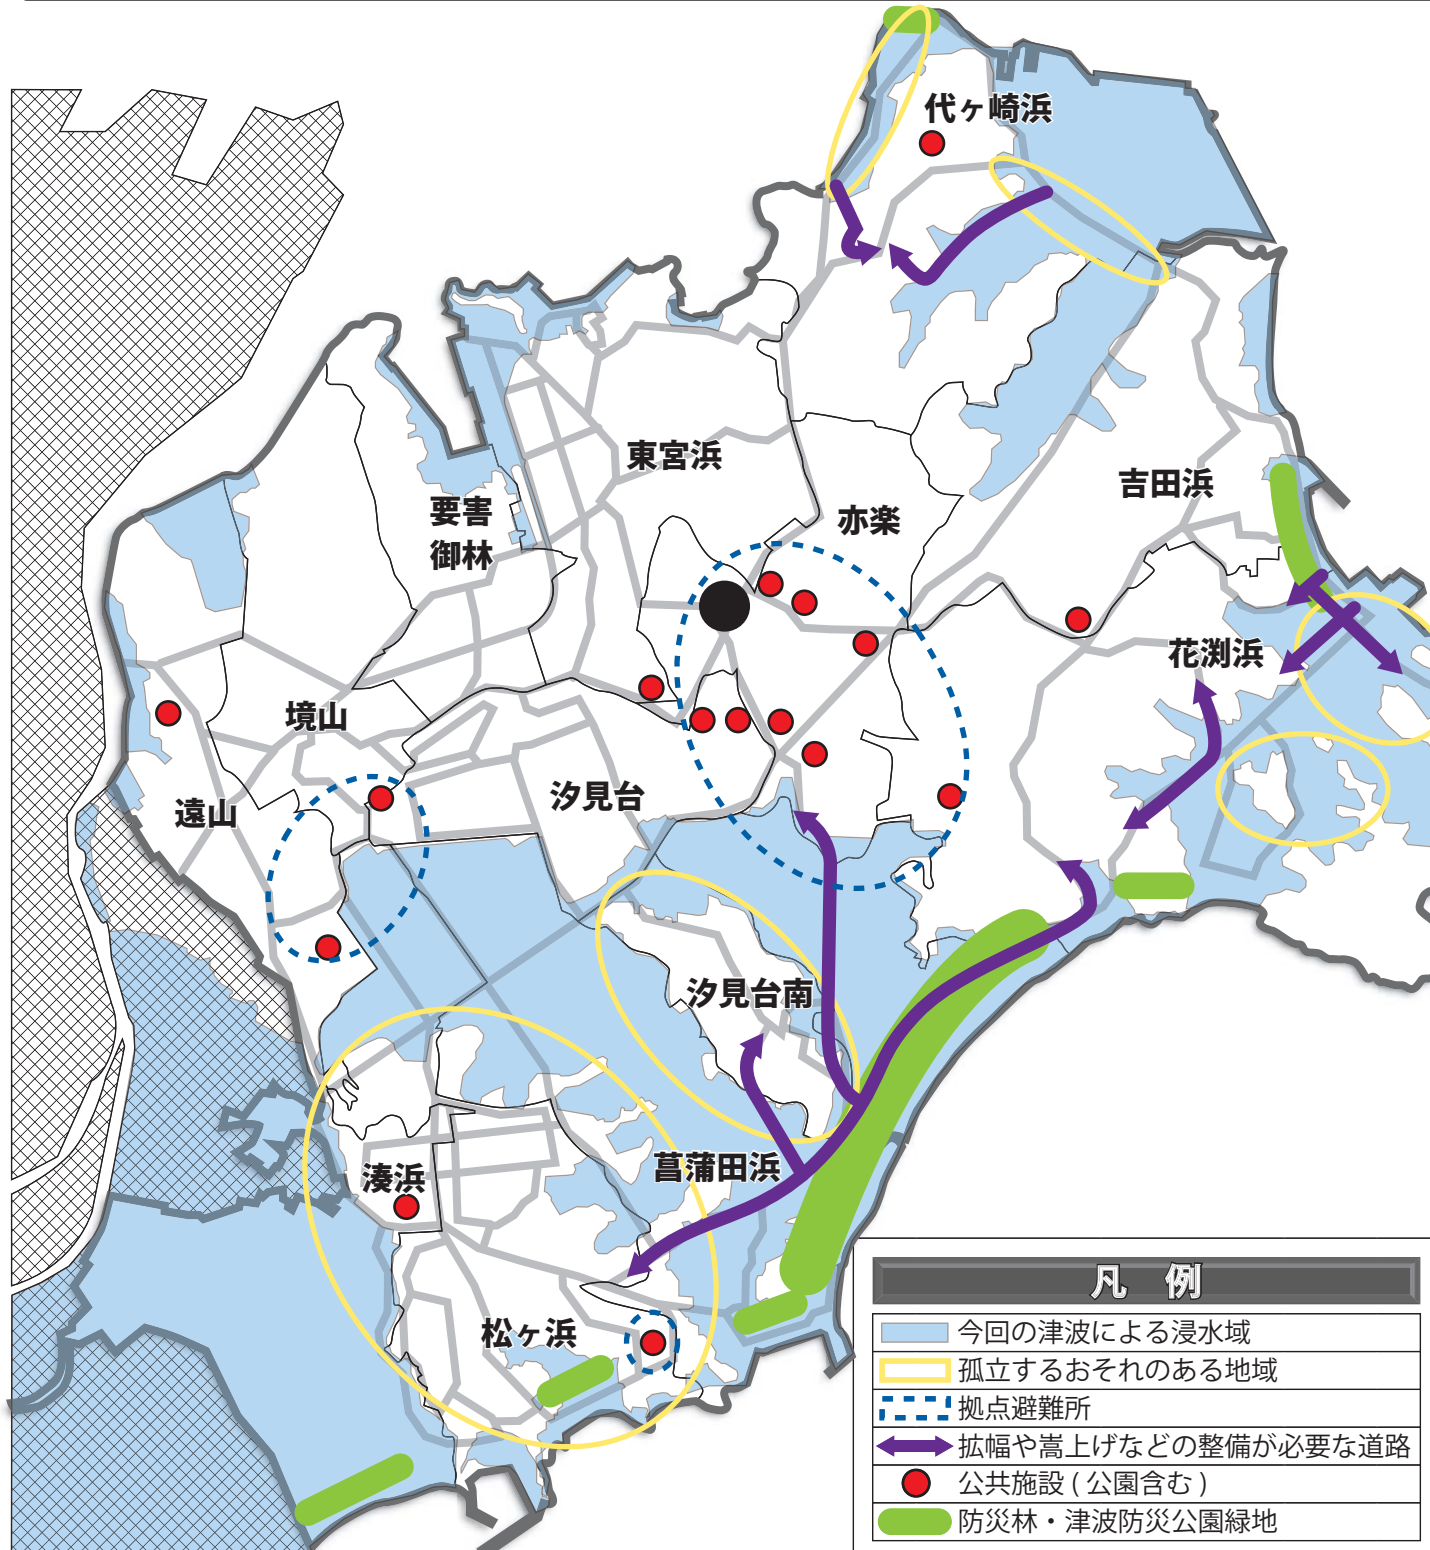 代ヶ崎浜
東宮浜
要害
御林
亦楽
吉田浜
花渕浜
境山
遠山
汐見台
汐見台南
菖蒲田浜
湊浜
松ヶ浜
凡 例
今回の津波による浸水域
孤立するおそれのある地域
拠点避難所
拡幅や嵩上げなどの整備が必要な道路
公共施設(公園含む)
防災林・津波防災公園緑地